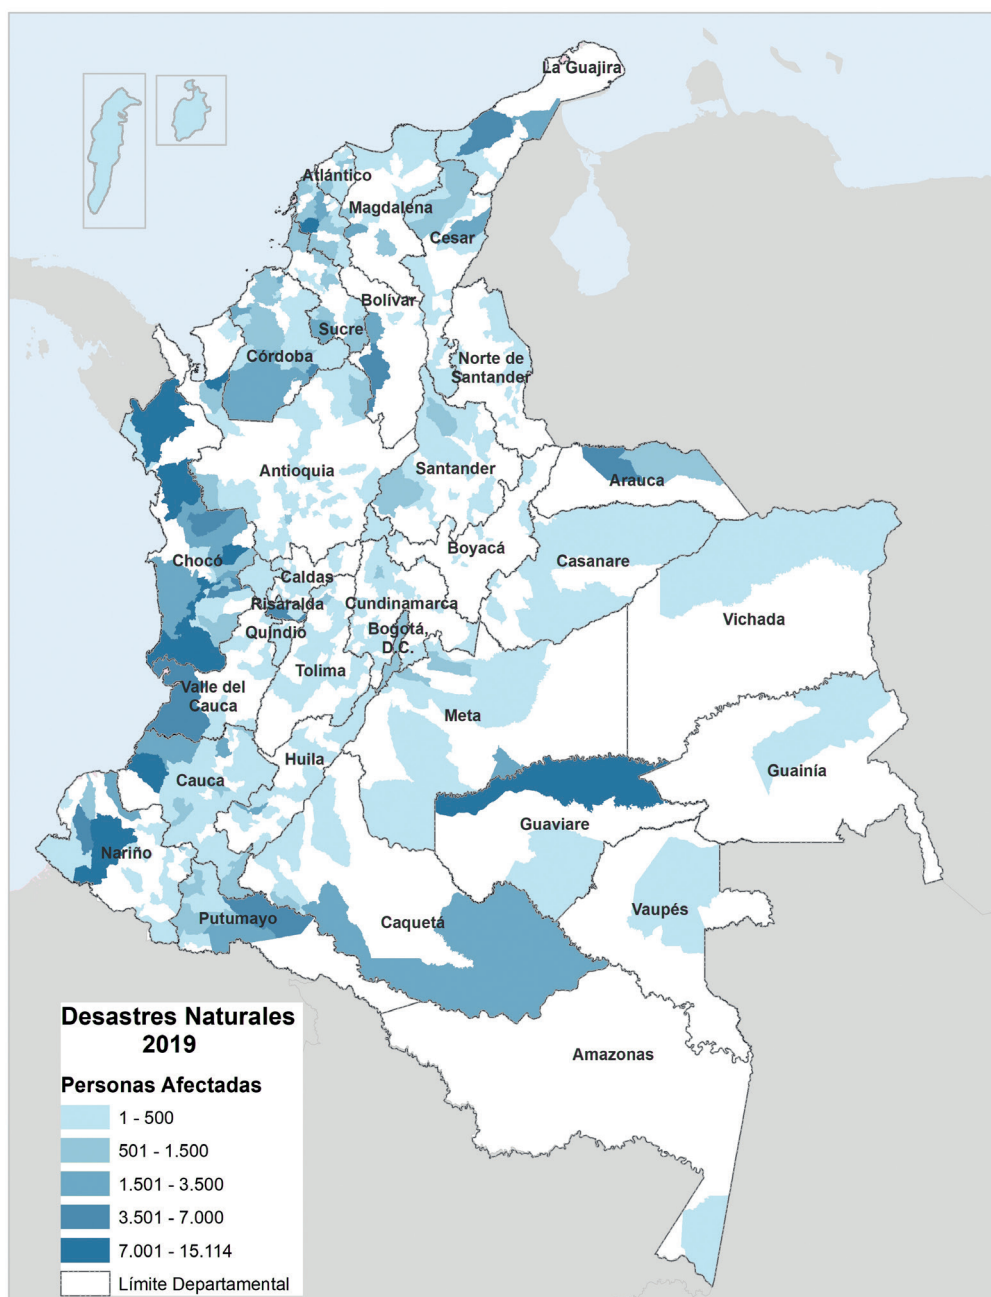 La Guajira
Atlántico
Magdalena
Cesar
Bolívar
Sucre
Córdoba
Norte de
Santander
Antioquia
Santander
Arauca
Chocó
Boyacá
Casanare
Caldas
Risaralda
Cundinamarca
Vichada
Quindio
Bogotá
D.C.
Tolima
Valle del
Cauca
Meta
Huila
Guainía
Cauca
Guaviare
Nariño
Vaupés
Putumayo
Caquetá
Amazonas
Desastres Naturales
2019
Personas Afectadas
1 - 500
501 - 1.500
1.501 - 3.500
3.501 - 7.000
7.001 - 15.114
Límite Departamental